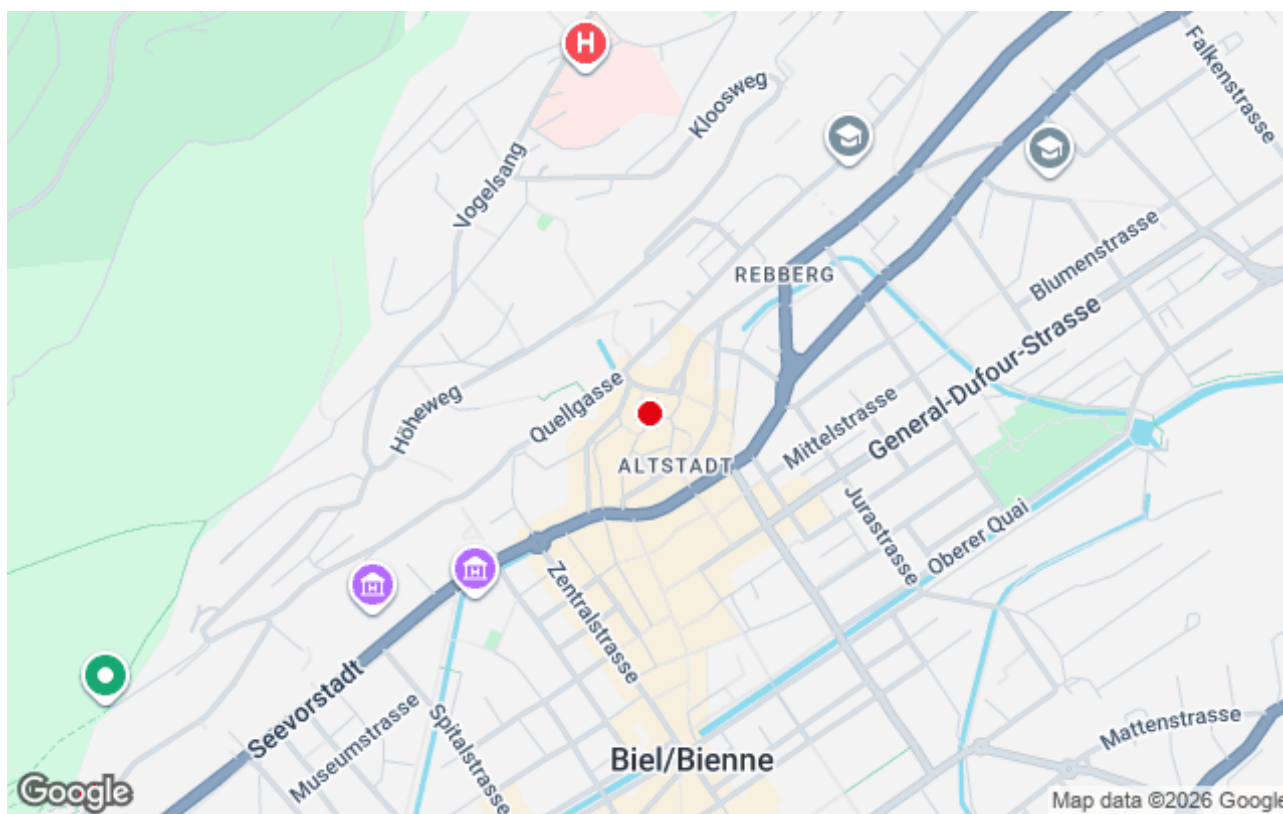 H
Falkenstrasse
Kloosweg
Vogelsang
Blumenstrasse
REBBERG
General-Dufour-Strasse
Höheweg
Quellgasse
Mittelstrasse
ALTSTADT
Jurastrasse
Oberer Quai
Zentralstrasse
Seevorstadt
Museumstrasse
Spitalstrasse
Mattenstrasse
Biel/Bienne
Google
Map data ©2026 Google